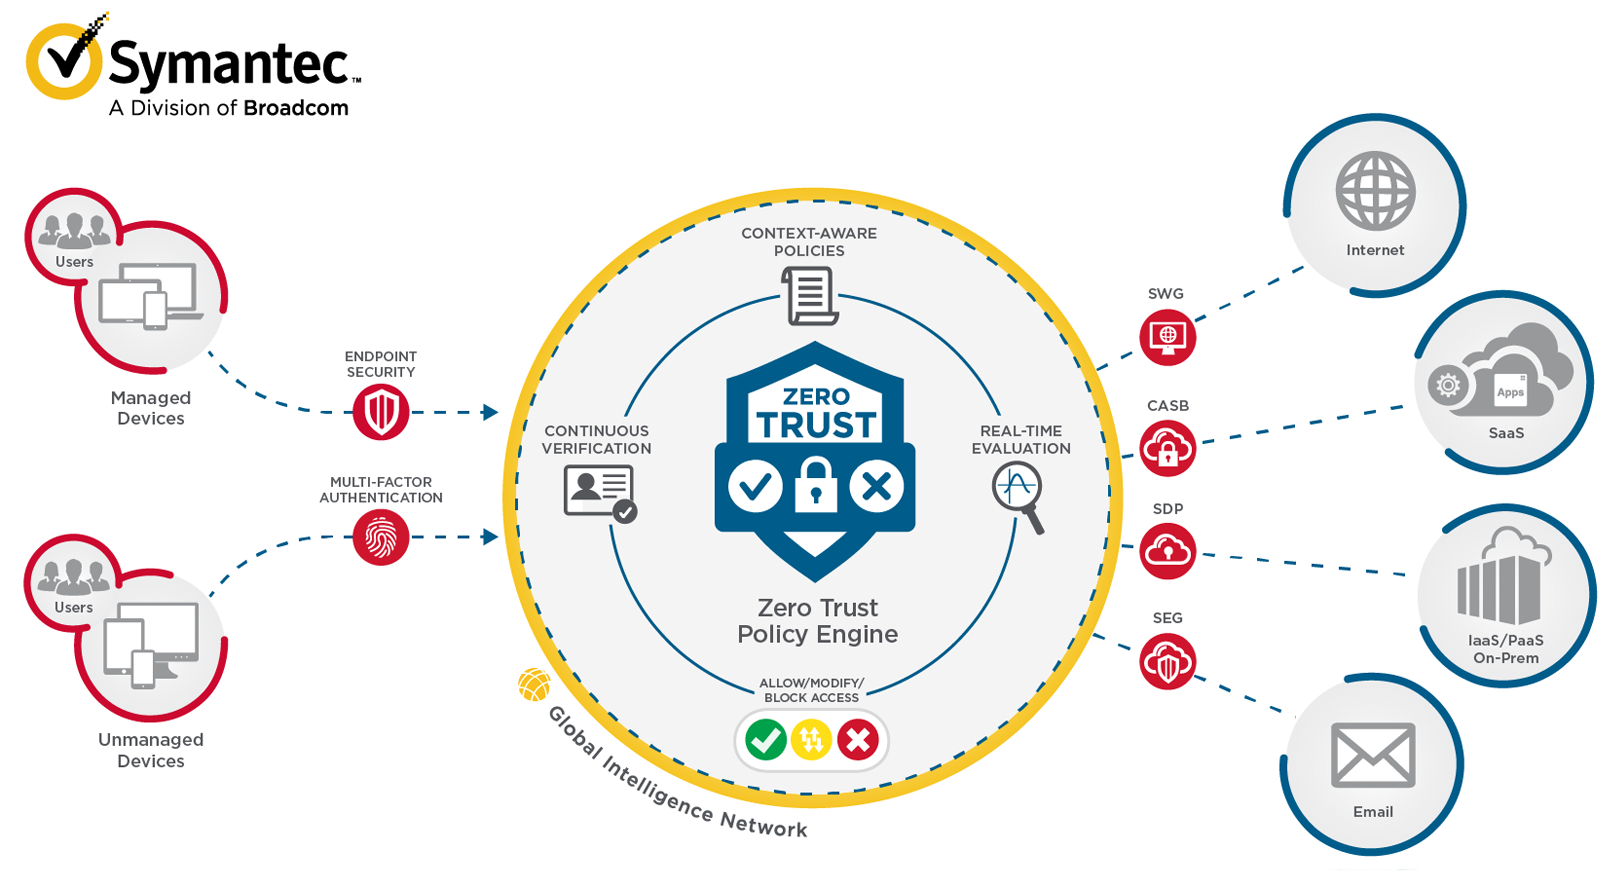 Symantec™
A Division of Broadcom
Users
Managed
Devices
ENDPOINT
SECURITY
MULTI-FACTOR
AUTHENTICATION
Users
Unmanaged
Devices
CONTEXT-AWARE
POLICIES
CONTINUOUS
VERIFICATION
ZERO
TRUST
REAL-TIME
EVALUATION
Zero Trust
Policy Engine
ALLOW/MODIFY/
BLOCK ACCESS
Global Intelligence Network
SWG
CASB
SDP
SEG
Internet
Apps
SaaS
IaaS/PaaS
On-Prem
Email